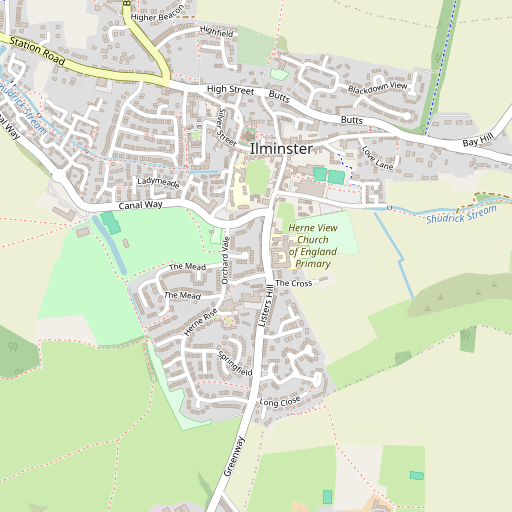 Higher Beacon
B
Highfield
Station Road
High Street
Butts
Blackdown View
Shudrick Stream
Canal Way
Silver Street
Butts
Bay Hill
Ilminster
Love Lane
Ladymeade
Canal Way
Shudrick Stream
Herne View
Church
of England
Primary
Orchard Vale
The Mead
The Cross
The Mead
Listers Hill
Herne Rise
Springfield
Long Close
Greenway